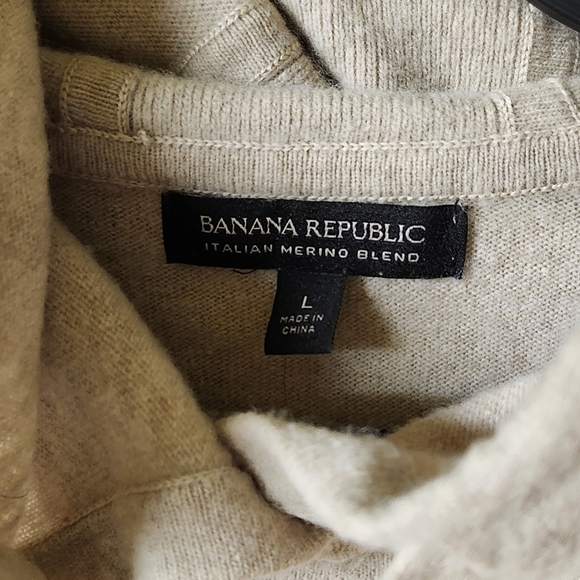 BANANA REPUBLIC
ITALIAN MERINO BLEND
L
MADE IN
CHINA